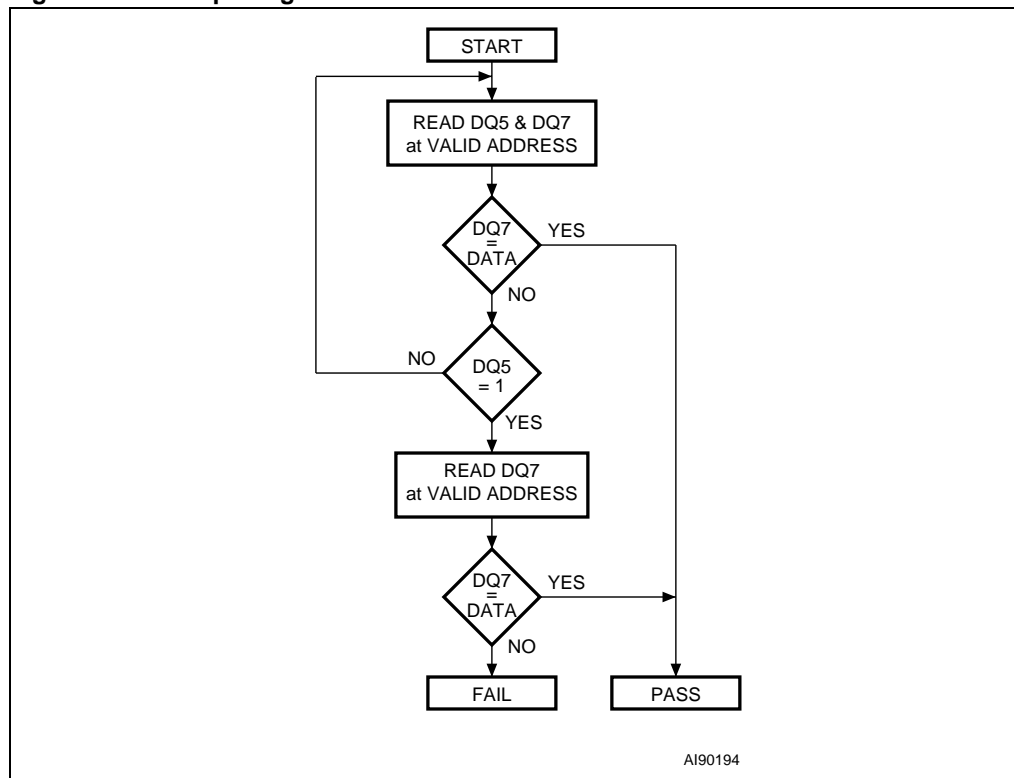 START
READ DQ5 & DQ7
at VALID ADDRESS
DQ7
=
DATA
YES
NO
DQ5
= 1
NO
YES
READ DQ7
at VALID ADDRESS
DQ7
=
DATA
YES
NO
FAIL
PASS
AI90194